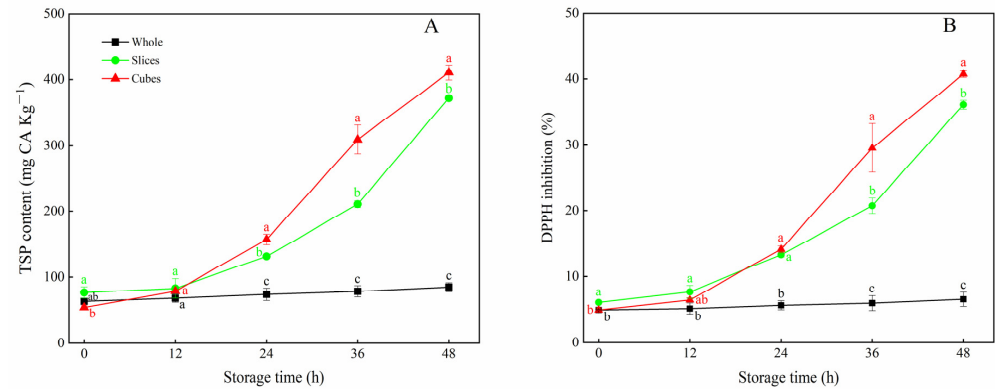 A
500
400
300
200
100
0
TSP content (mg CA Kg⁻¹)
Whole
Slices
Cubes
a
ab
b
a
a
a
a
b
c
a
b
c
a
b
c
0 12 24 36 48
Storage time (h)
B
50
40
30
20
10
0
DPPH inhibition (%)
a
b
b
a
ab
b
a
a
b
a
b
c
a
b
c
0 12 24 36 48
Storage time (h)